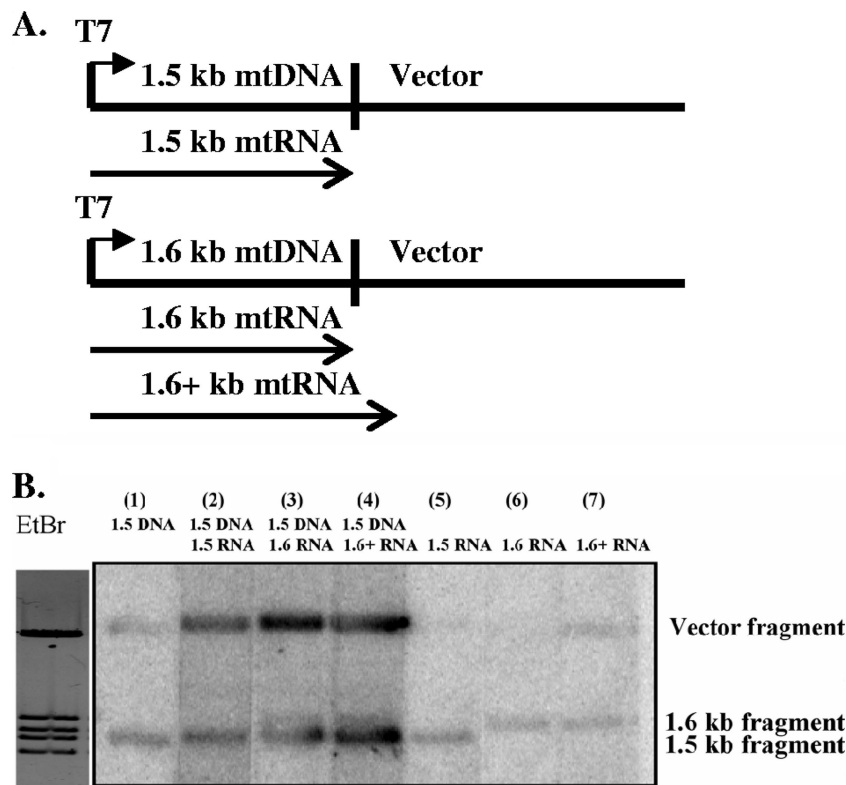 A.
T7
1.5 kb mtDNA Vector
1.5 kb mtRNA
T7
1.6 kb mtDNA Vector
1.6 kb mtRNA
1.6+ kb mtRNA
B.
EtBr
(1) (2) (3) (4) (5) (6) (7)
1.5 DNA 1.5 DNA 1.5 DNA 1.5 DNA
1.5 RNA 1.6 RNA 1.6+ RNA 1.5 RNA 1.6 RNA 1.6+ RNA
Vector fragment
1.6 kb fragment
1.5 kb fragment